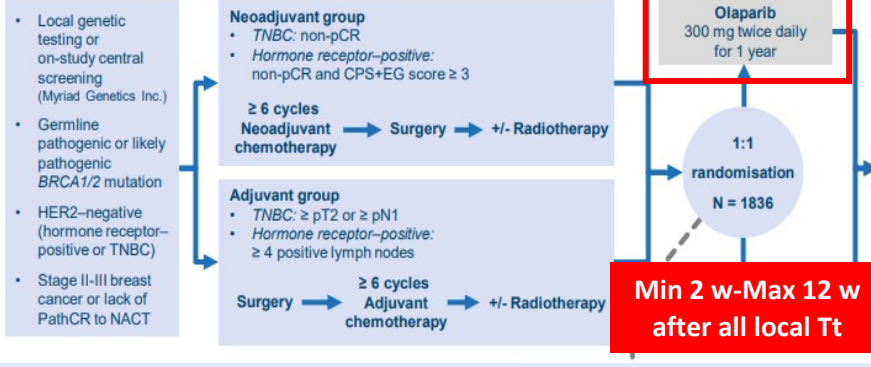 • Local genetic
testing or
on-study central
screening
(Myriad Genetics Inc.)
• Germline
pathogenic or likely
pathogenic
BRCA1/2 mutation
• HER2–negative
(hormone receptor–
positive or TNBC)
• Stage II-III breast
cancer or lack of
PathCR to NACT
Neoadjuvant group
• TNBC: non-pCR
• Hormone receptor–positive:
non-pCR and CPS+EG score ≥ 3
≥ 6 cycles
Neoadjuvant
chemotherapy
Surgery
+/- Radiotherapy
Adjuvant group
• TNBC: ≥ pT2 or ≥ pN1
• Hormone receptor–positive:
≥ 4 positive lymph nodes
Surgery
≥ 6 cycles
Adjuvant
chemotherapy
+/- Radiotherapy
Olaparib
300 mg twice daily
for 1 year
1:1
randomisation
N = 1836
Min 2 w-Max 12 w
after all local Tt